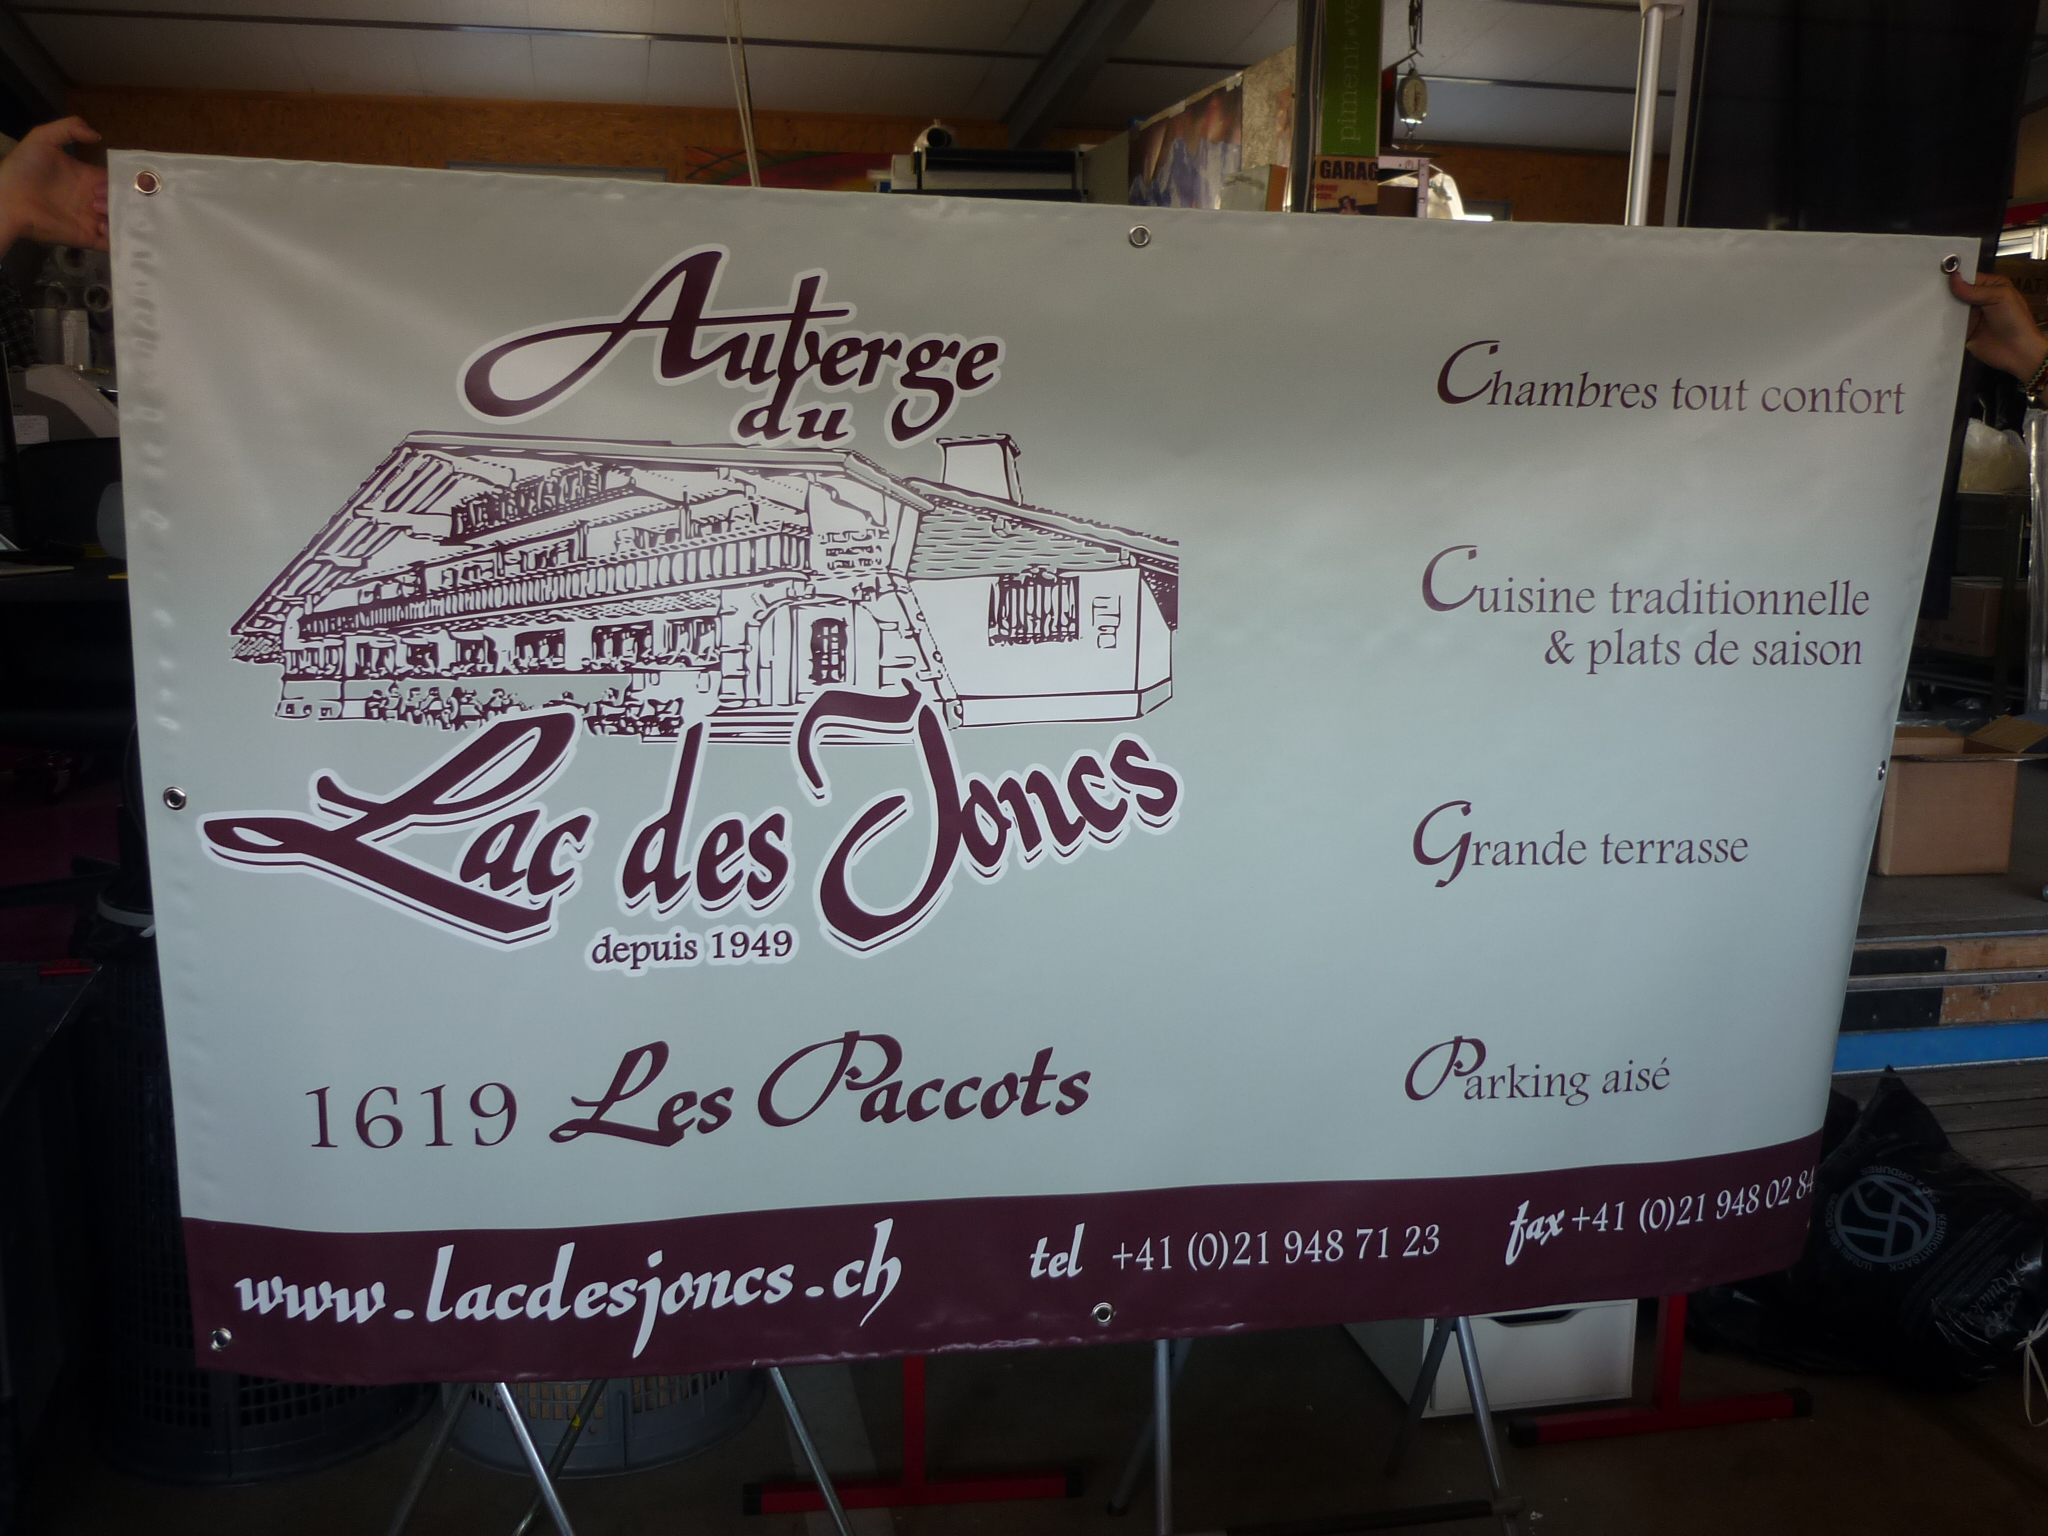 piment
GARAG
Auberge
du
Lac des Joncs
depuis 1949
1619 Les Paccots
Chambres tout confort
Cuisine traditionnelle
& plats de saison
Grande terrasse
Parking aisé
www.lacdesjoncs.ch
tel +41 (0)21 948 71 23
fax +41 (0)21 948 02 84